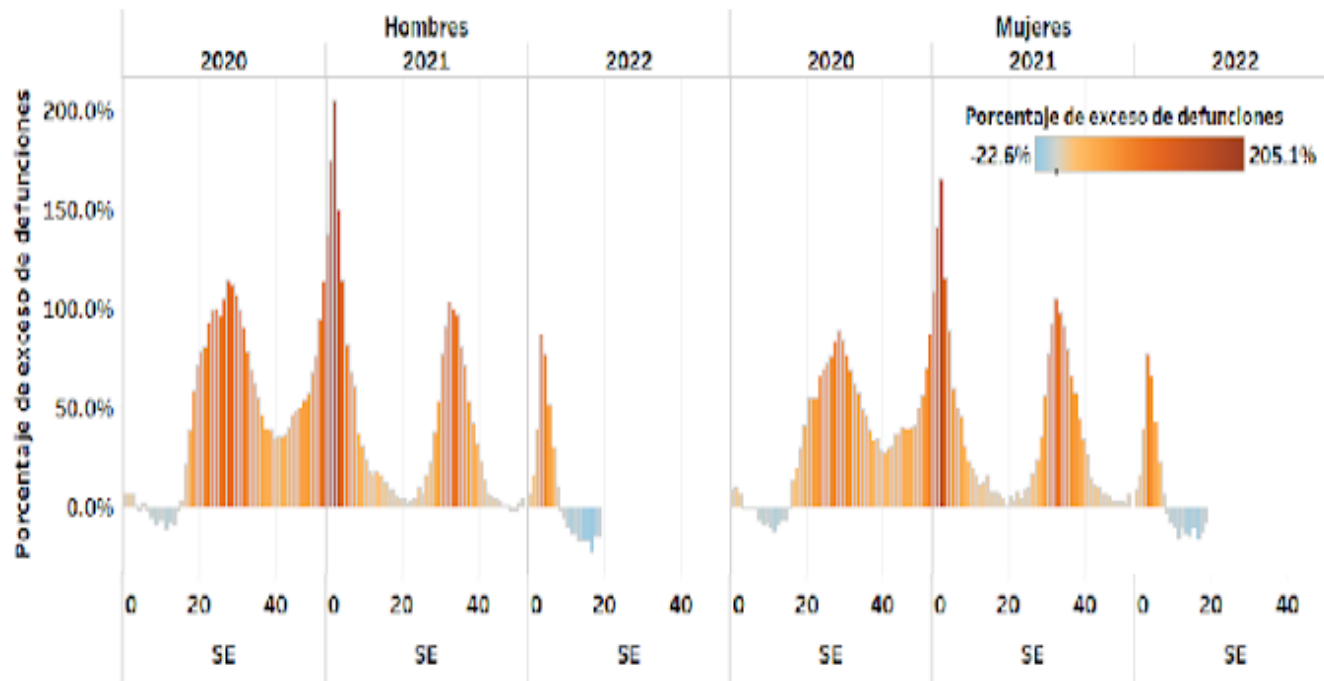 Hombres Mujeres
2020 2021 2022 2020 2021 2022
Porcentaje de exceso de defunciones
Porcentaje de exceso de defunciones
-22.6% 205.1%
200.0%
150.0%
100.0%
50.0%
0.0%
0 20 40 0 20 40 0 20 40 0 20 40 0 20 40 0 20 40
SE SE SE SE SE SE